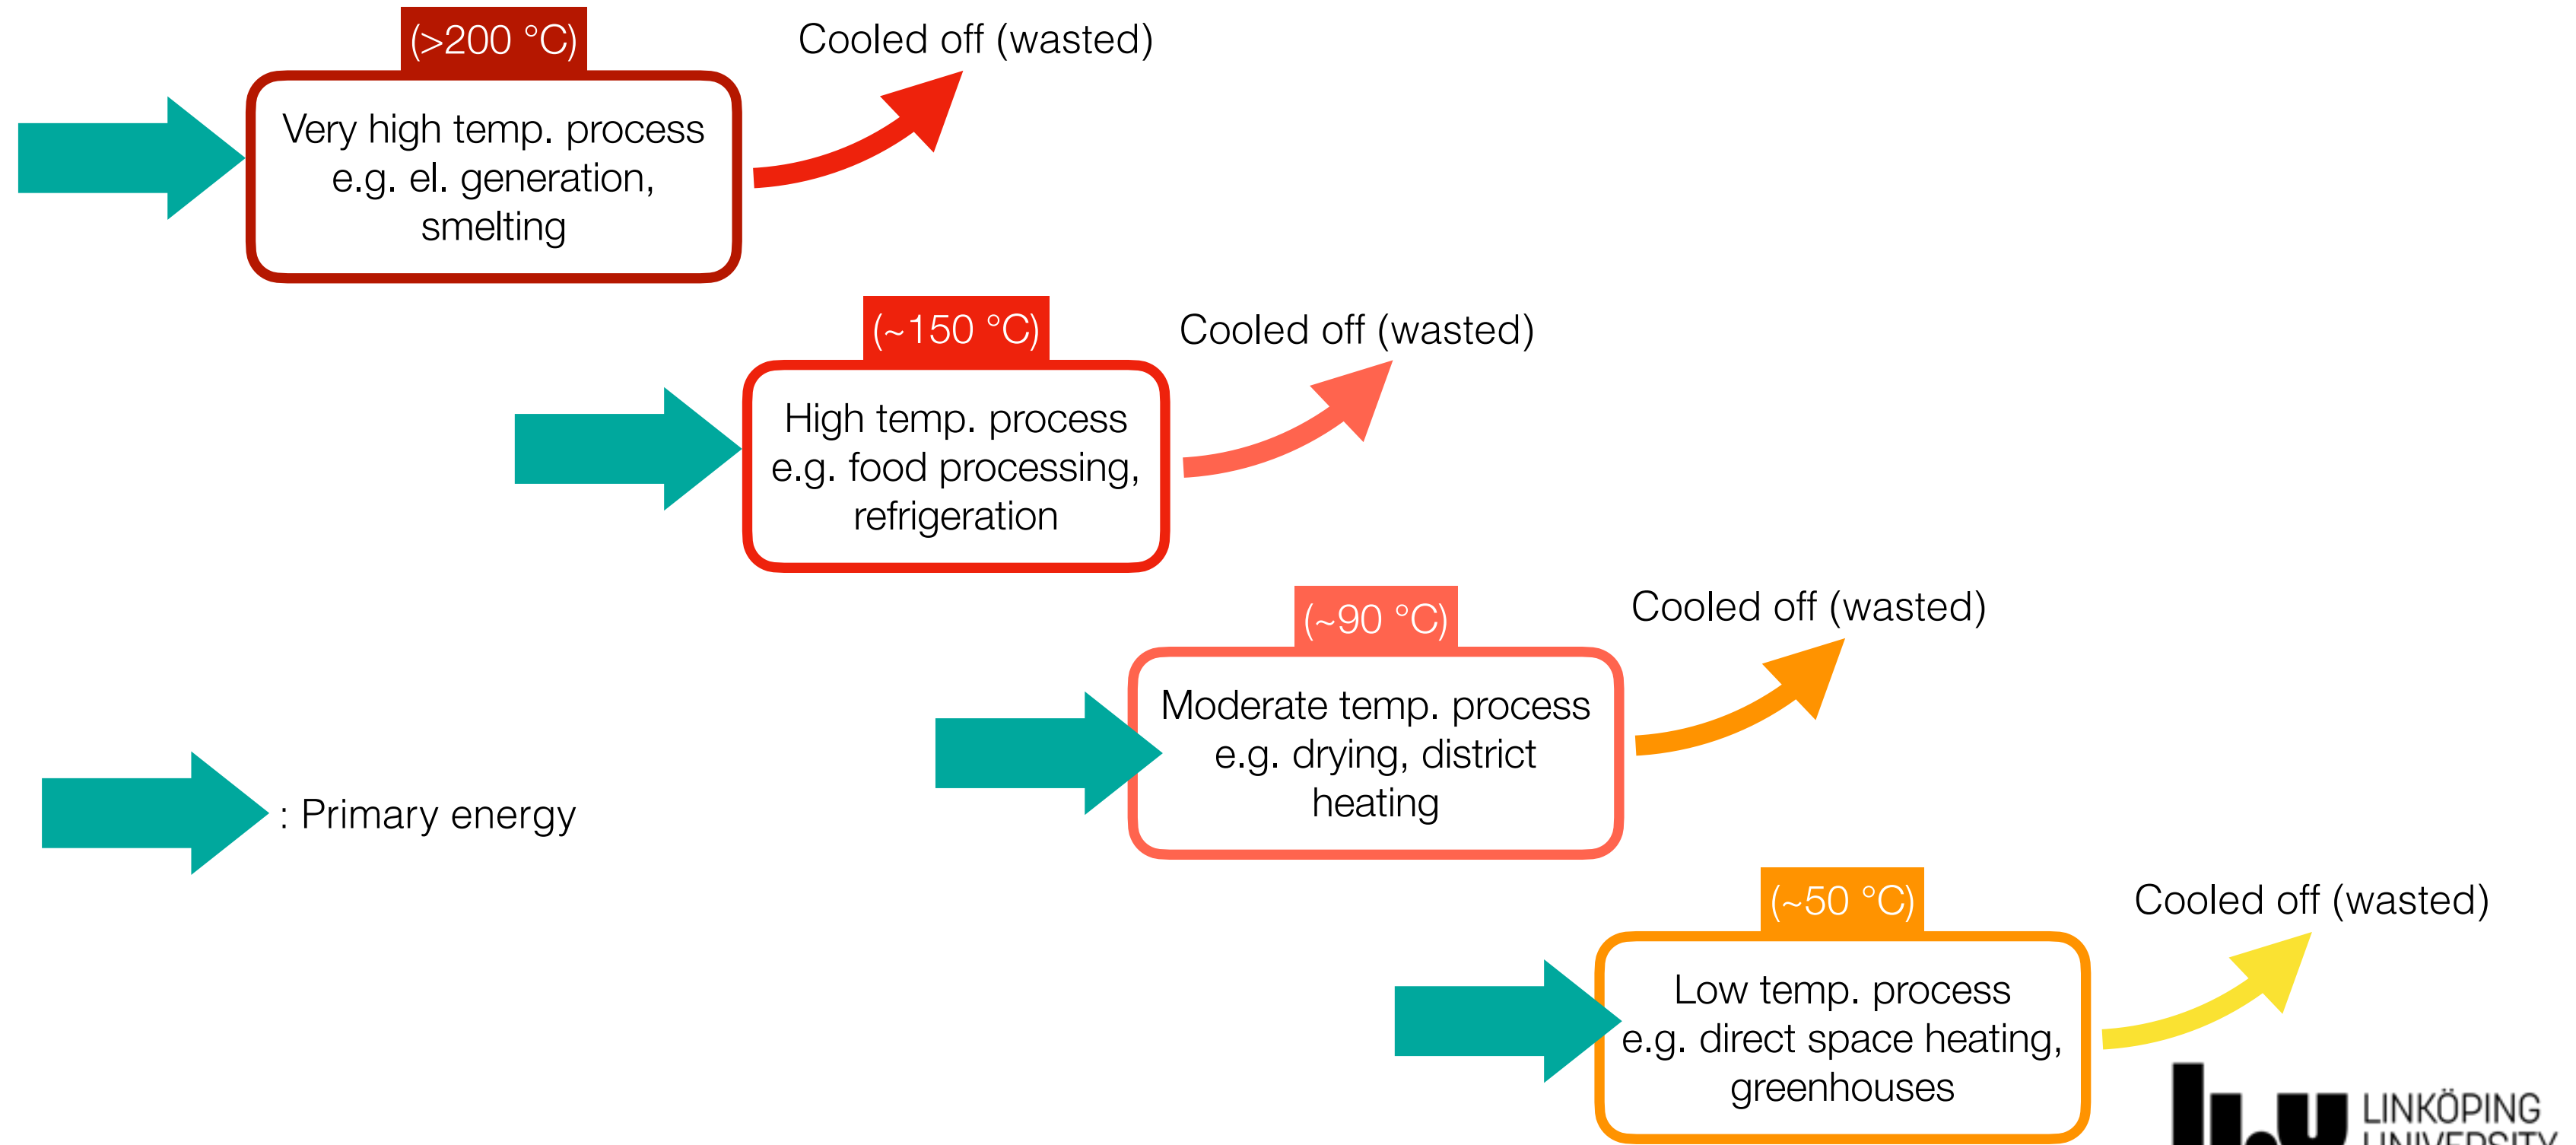 (>200 °C)
Cooled off (wasted)
Very high temp. process
e.g. el. generation,
smelting
(~150 °C)
Cooled off (wasted)
High temp. process
e.g. food processing,
refrigeration
(~90 °C)
Cooled off (wasted)
Moderate temp. process
e.g. drying, district
heating
: Primary energy
(~50 °C)
Cooled off (wasted)
Low temp. process
e.g. direct space heating,
greenhouses
LINKÖPING
UNIVERSITY